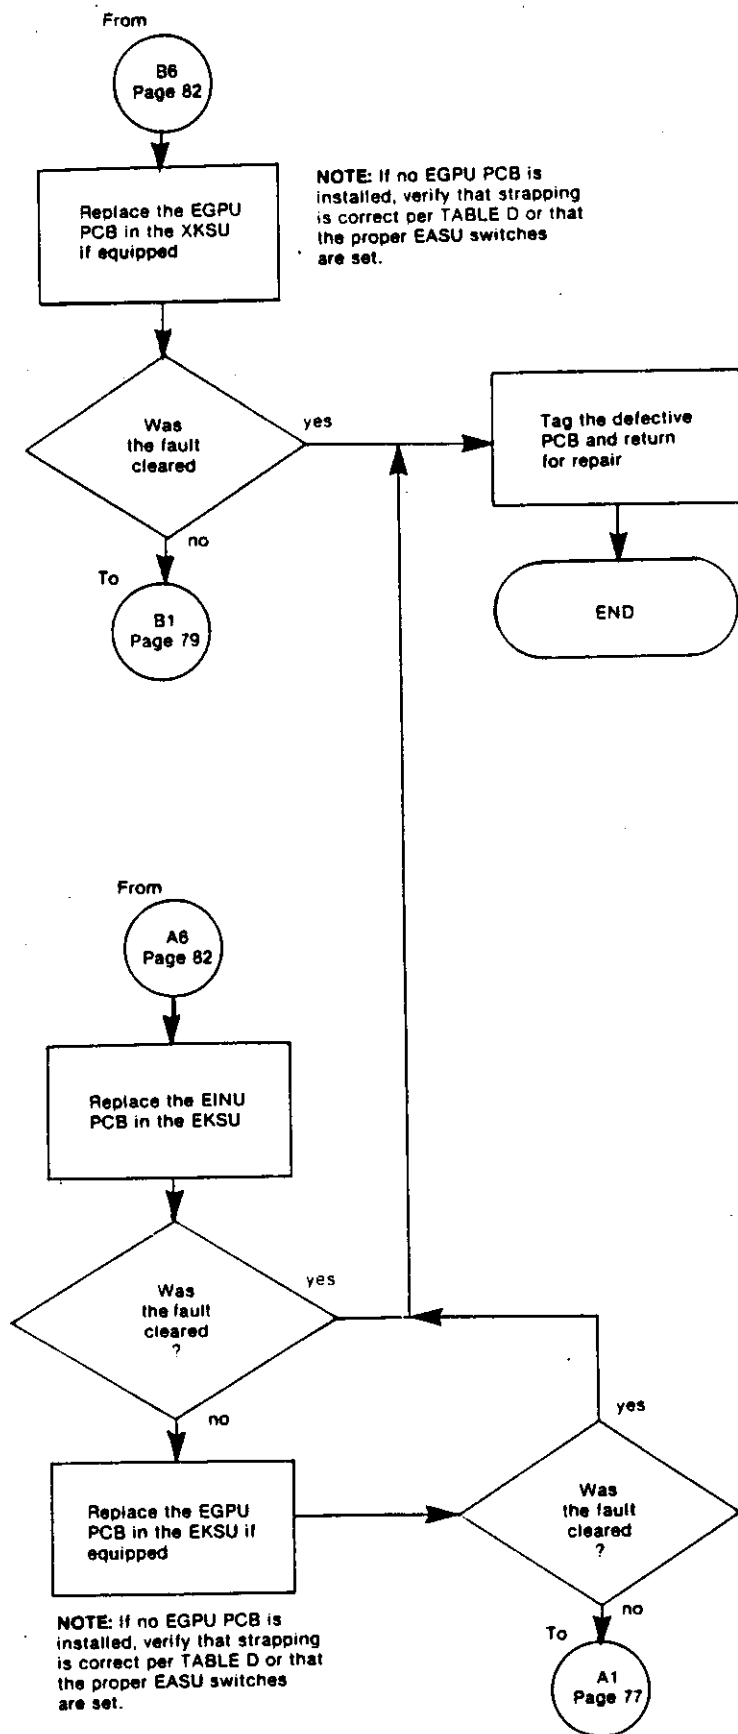 From
B6
Page 82
Replace the EGPU
PCB in the XKSU
if equipped
NOTE: If no EGPU PCB is
installed, verify that strapping
is correct per TABLE D or that
the proper EASU switches
are set.
Was
the fault
cleared
yes
no
To
B1
Page 79
Tag the defective
PCB and return
for repair
END
From
A6
Page 82
Replace the EINU
PCB in the EKSU
Was
the fault
cleared
?
yes
no
Replace the EGPU
PCB in the EKSU if
equipped
NOTE: If no EGPU PCB is
installed, verify that strapping
is correct per TABLE D or that
the proper EASU switches
are set.
yes
Was
the fault
cleared
?
no
To
A1
Page 77